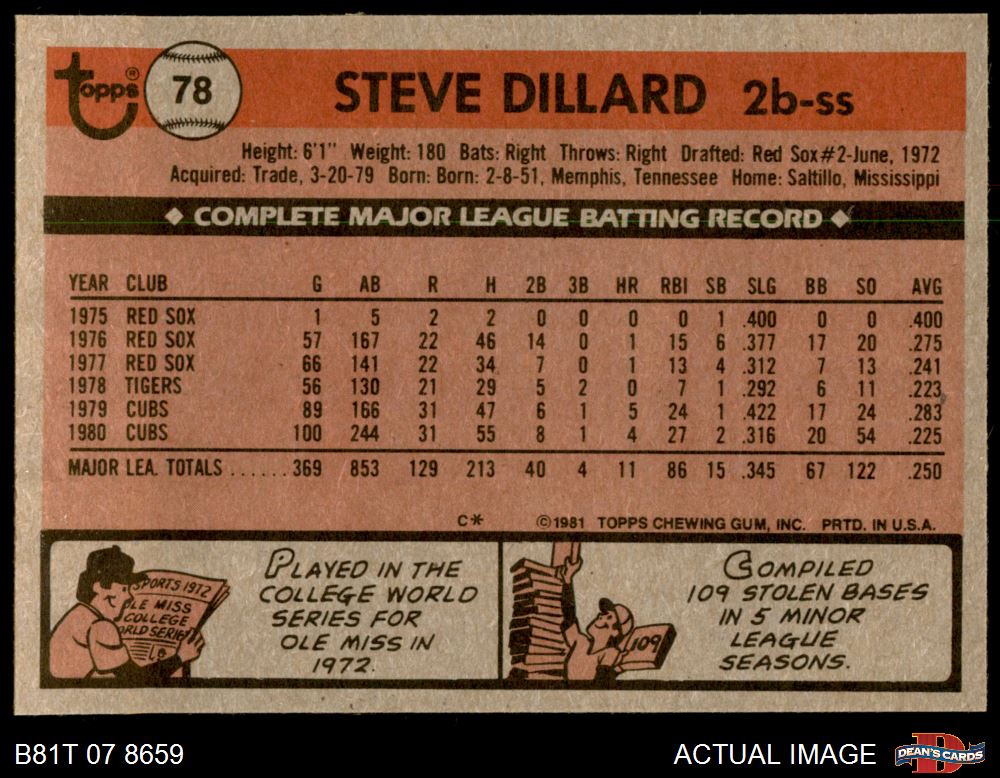 topps®
78
STEVE DILLARD 2b-ss
Height: 6'1" Weight: 180 Bats: Right Throws: Right Drafted: Red Sox#2-June, 1972
Acquired: Trade, 3-20-79 Born: Born: 2-8-51, Memphis, Tennessee Home: Saltillo, Mississippi
◆ COMPLETE MAJOR LEAGUE BATTING RECORD ◆
YEAR CLUB G AB R H 2B 3B HR RBI SB SLG BB SO AVG
1975 RED SOX 1 5 2 2 0 0 0 0 1 .400 0 0 .400
1976 RED SOX 57 167 22 46 14 0 1 15 6 .377 17 20 .275
1977 RED SOX 66 141 22 34 7 0 1 13 4 .312 7 13 .241
1978 TIGERS 56 130 21 29 5 2 0 7 1 .292 6 11 .223
1979 CUBS 89 166 31 47 6 1 5 24 1 .422 17 24 .283
1980 CUBS 100 244 31 55 8 1 4 27 2 .316 20 54 .225
MAJOR LEA. TOTALS ...... 369 853 129 213 40 4 11 86 15 .345 67 122 .250
C* ©1981 TOPPS CHEWING GUM, INC. PRTD. IN U.S.A.
SPORTS 1972
OLE MISS
COLLEGE
WORLD SERIES
PLAYED IN THE
COLLEGE WORLD
SERIES FOR
OLE MISS IN
1972.
109
COMPILED
109 STOLEN BASES
IN 5 MINOR
LEAGUE
SEASONS.
B81T 07 8659
ACTUAL IMAGE
D
DEAN'S CARDS